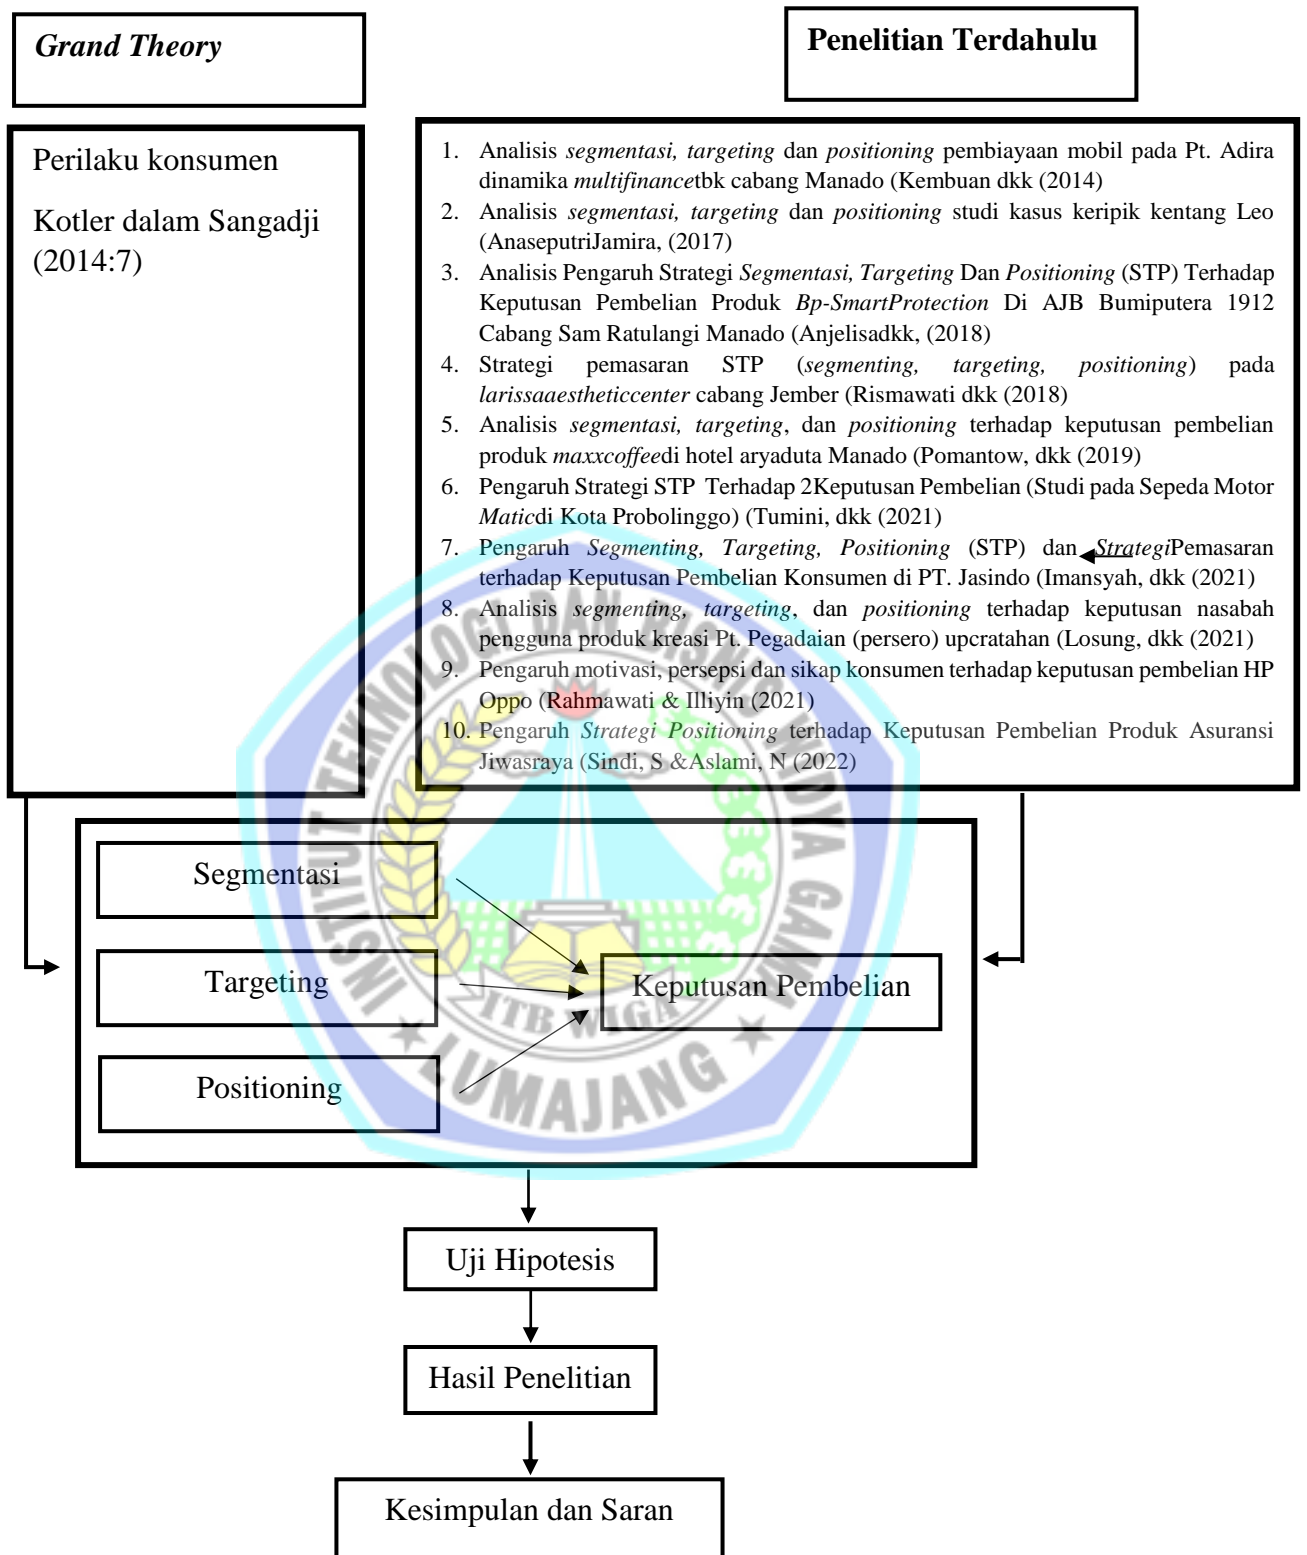 Grand Theory
Penelitian Terdahulu
Perilaku konsumen
Kotler dalam Sangadji
(2014:7)
1. Analisis segmentasi, targeting dan positioning pembiayaan mobil pada Pt. Adira
dinamika multifinancetbk cabang Manado (Kembuan dkk (2014)
2. Analisis segmentasi, targeting dan positioning studi kasus keripik kentang Leo
(AnaseputriJamira, (2017)
3. Analisis Pengaruh Strategi Segmentasi, Targeting Dan Positioning (STP) Terhadap
Keputusan Pembelian Produk Bp-SmartProtection Di AJB Bumiputera 1912
Cabang Sam Ratulangi Manado (Anjelisadkk, (2018)
4. Strategi pemasaran STP (segmenting, targeting, positioning) pada
larissaaestheticcenter cabang Jember (Rismawati dkk (2018)
5. Analisis segmentasi, targeting, dan positioning terhadap keputusan pembelian
produk maxxcoffeedi hotel aryaduta Manado (Pomantow, dkk (2019)
6. Pengaruh Strategi STP Terhadap 2Keputusan Pembelian (Studi pada Sepeda Motor
Maticdi Kota Probolinggo) (Tumini, dkk (2021)
7. Pengaruh Segmenting, Targeting, Positioning (STP) dan StrategiPemasaran
terhadap Keputusan Pembelian Konsumen di PT. Jasindo (Imansyah, dkk (2021)
8. Analisis segmenting, targeting, dan positioning terhadap keputusan nasabah
pengguna produk kreasi Pt. Pegadaian (persero) upcratahan (Losung, dkk (2021)
9. Pengaruh motivasi, persepsi dan sikap konsumen terhadap keputusan pembelian HP
Oppo (Rahmawati & Illiyin (2021)
10. Pengaruh Strategi Positioning terhadap Keputusan Pembelian Produk Asuransi
Jiwasraya (Sindi, S &Aslami, N (2022)
INSTITUT TEKNOLOGI DAN BISNIS WIDYA GAMA
ITB WIGA
LUMAJANG
Segmentasi
Targeting
Keputusan Pembelian
Positioning
Uji Hipotesis
Hasil Penelitian
Kesimpulan dan Saran